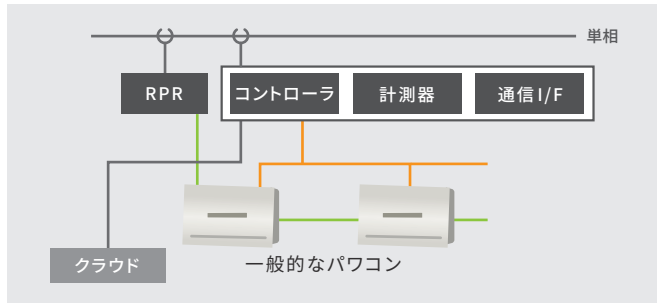 単相
RPR
コントローラ
計測器
通信I/F
クラウド
一般的なパワコン